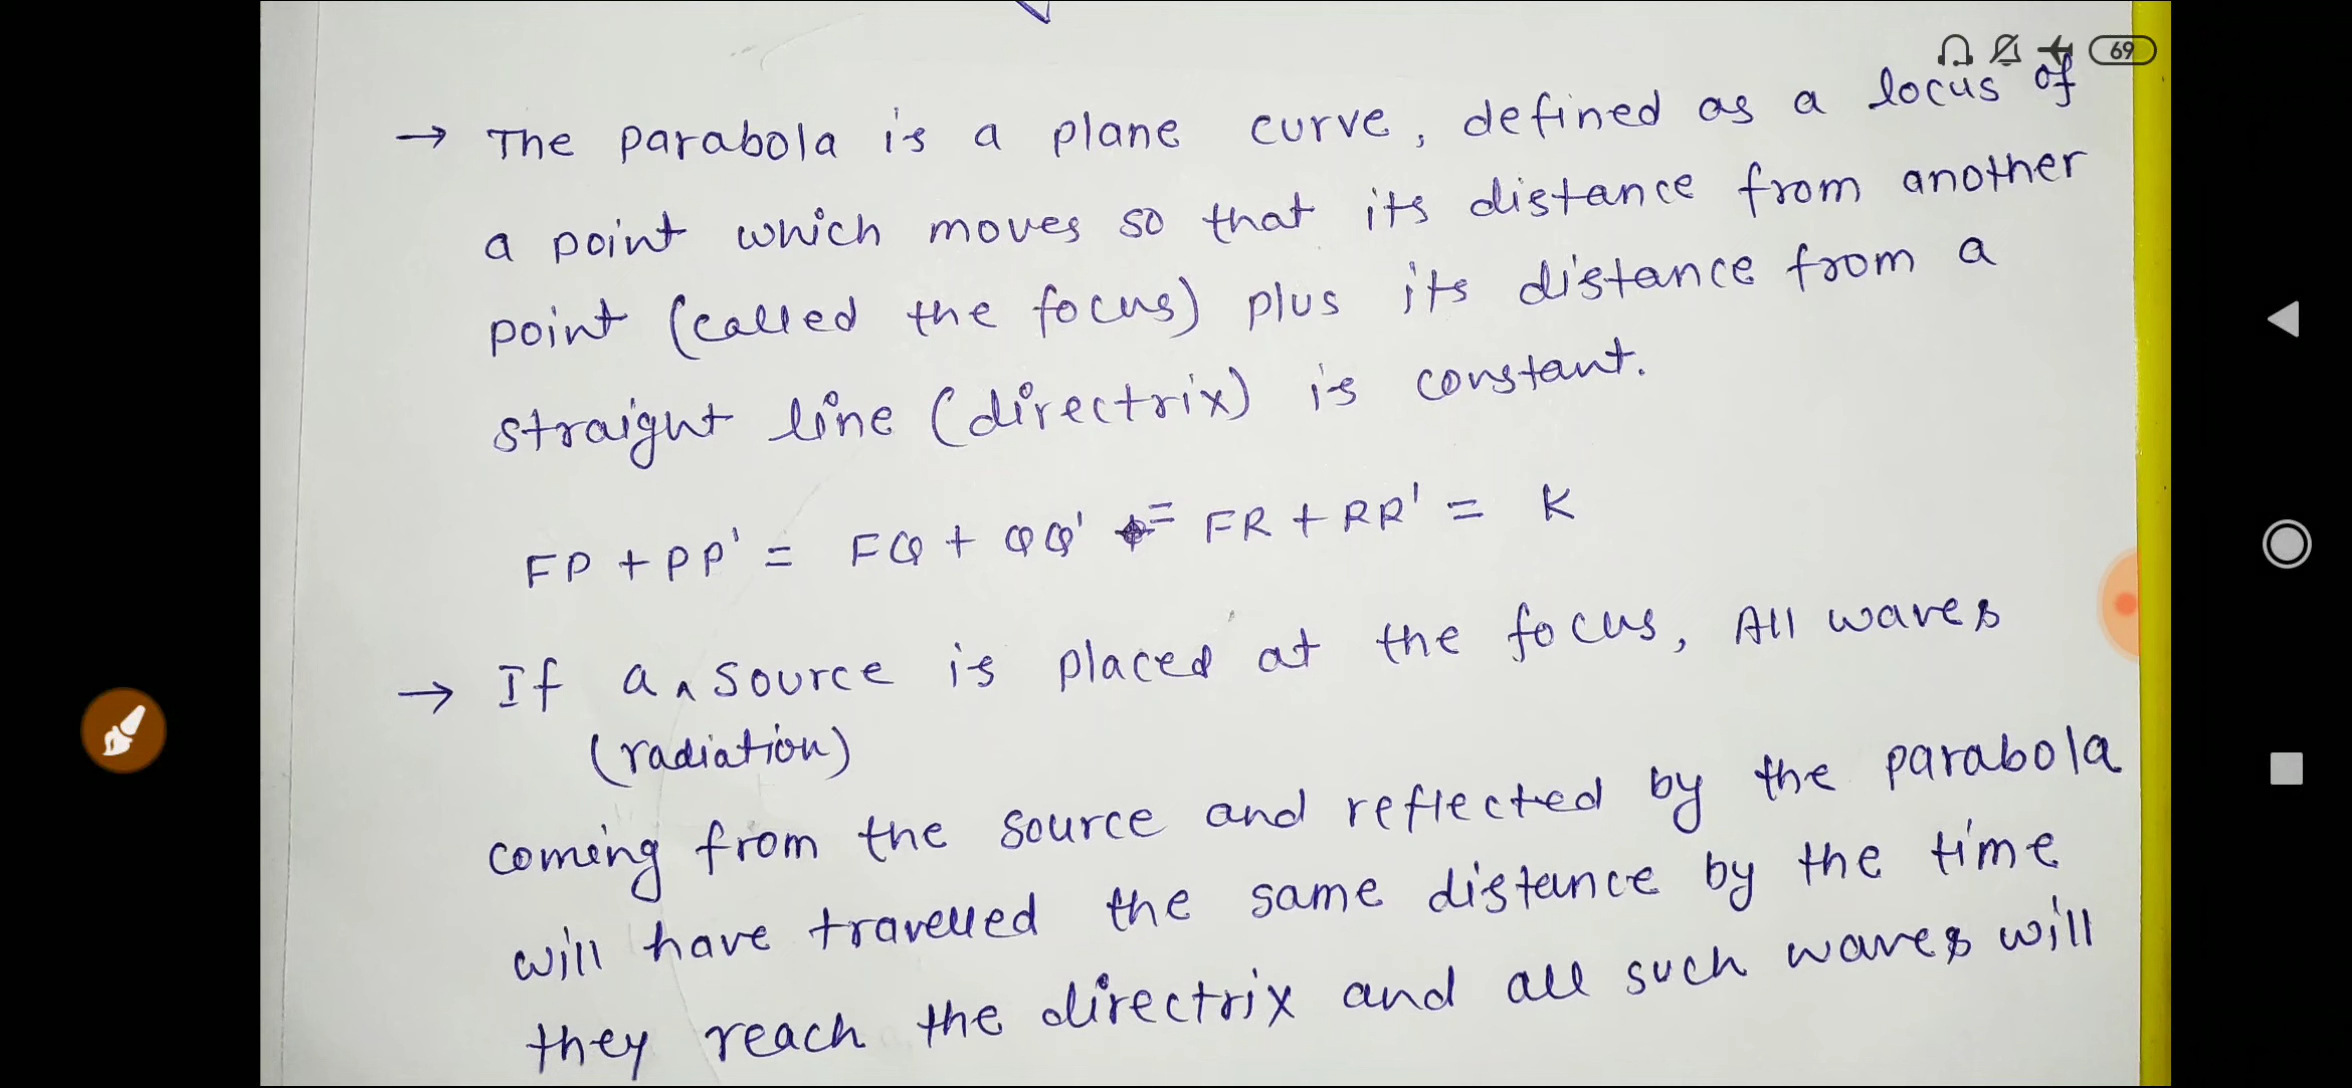 69
→ The parabola is a plane curve, defined as a locus of
a point which moves so that its distance from another
point (called the focus) plus its distance from a
straight line (directrix) is constant.
FP + PP' = FQ + QQ' = FR + RR' = K
→ If a ^ source is placed at the focus, All waves
(radiation)
coming from the source and reflected by the parabola
will have travelled the same distance by the time
they reach the directrix and all such waves will